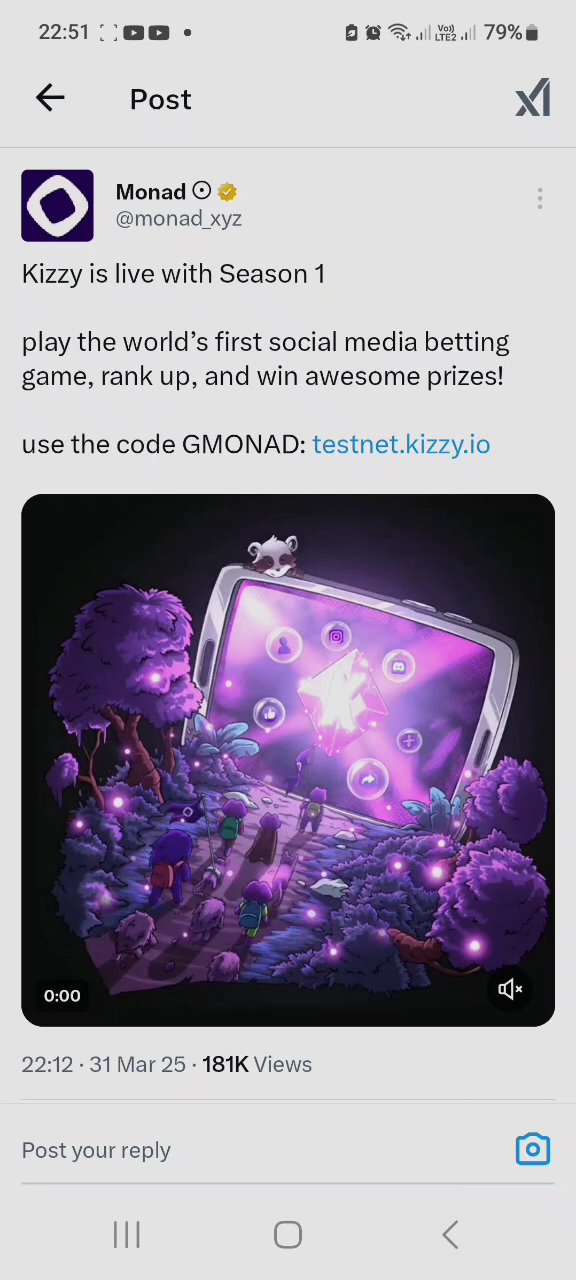 22:51
Vo))
LTE2
79%
Post
Monad
@monad_xyz
Kizzy is live with Season 1
play the world’s first social media betting
game, rank up, and win awesome prizes!
use the code GMONAD: testnet.kizzy.io
0:00
22:12 · 31 Mar 25 · 181K Views
Post your reply